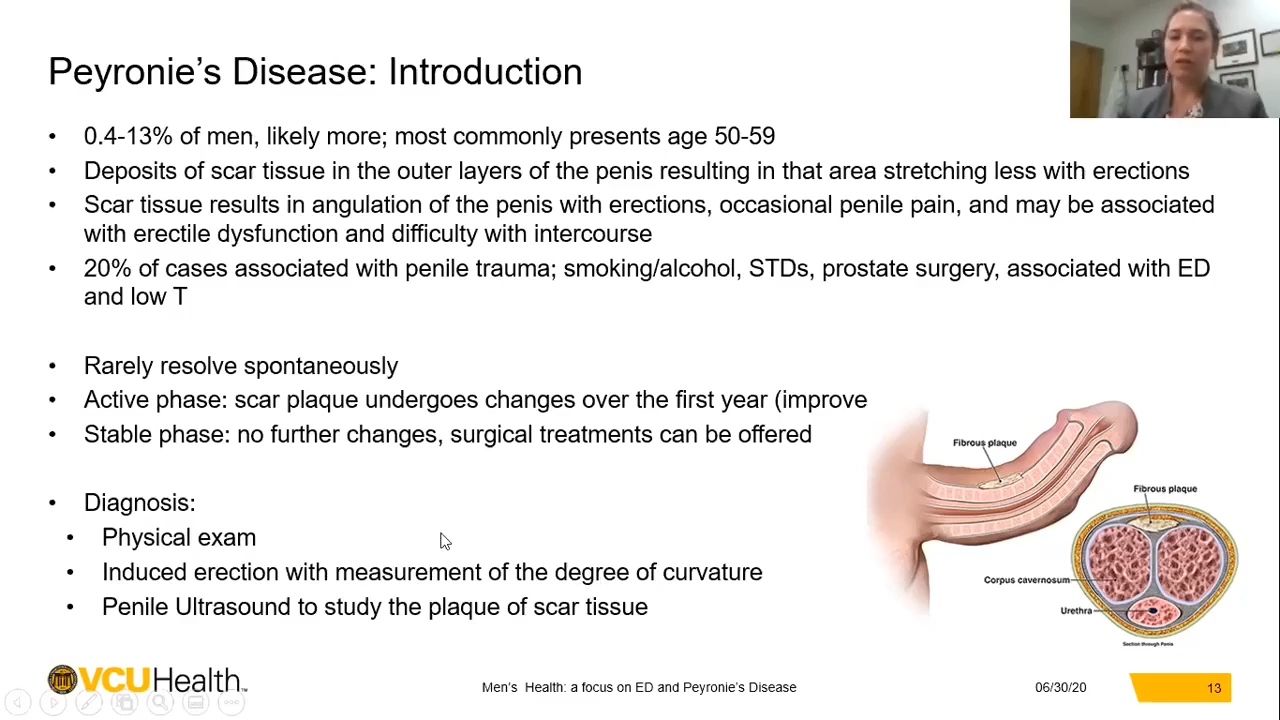 Peyronie’s Disease: Introduction
• 0.4-13% of men, likely more; most commonly presents age 50-59
• Deposits of scar tissue in the outer layers of the penis resulting in that area stretching less with erections
• Scar tissue results in angulation of the penis with erections, occasional penile pain, and may be associated
with erectile dysfunction and difficulty with intercourse
• 20% of cases associated with penile trauma; smoking/alcohol, STDs, prostate surgery, associated with ED
and low T
• Rarely resolve spontaneously
• Active phase: scar plaque undergoes changes over the first year (improve
• Stable phase: no further changes, surgical treatments can be offered
• Diagnosis:
• Physical exam
• Induced erection with measurement of the degree of curvature
• Penile Ultrasound to study the plaque of scar tissue
Fibrous plaque
Fibrous plaque
Corpus cavernosum
Urethra
Section through Penis
VCUHealth™
Men’s Health: a focus on ED and Peyronie’s Disease
06/30/20
13